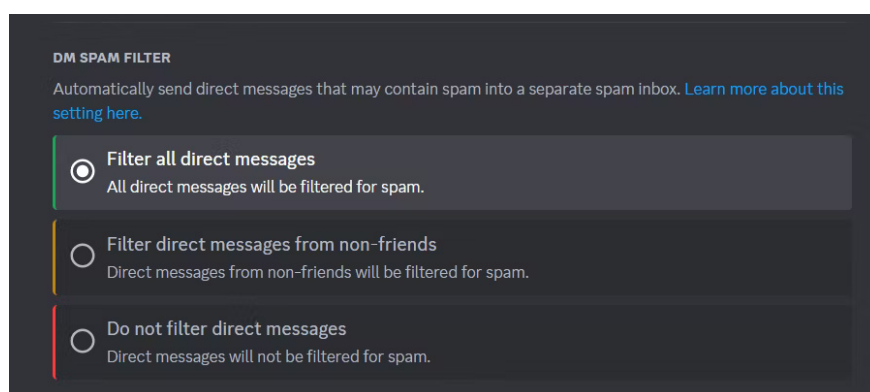 DM SPAM FILTER
Automatically send direct messages that may contain spam into a separate spam inbox. Learn more about this
setting here.
Filter all direct messages
All direct messages will be filtered for spam.
Filter direct messages from non-friends
Direct messages from non-friends will be filtered for spam.
Do not filter direct messages
Direct messages will not be filtered for spam.